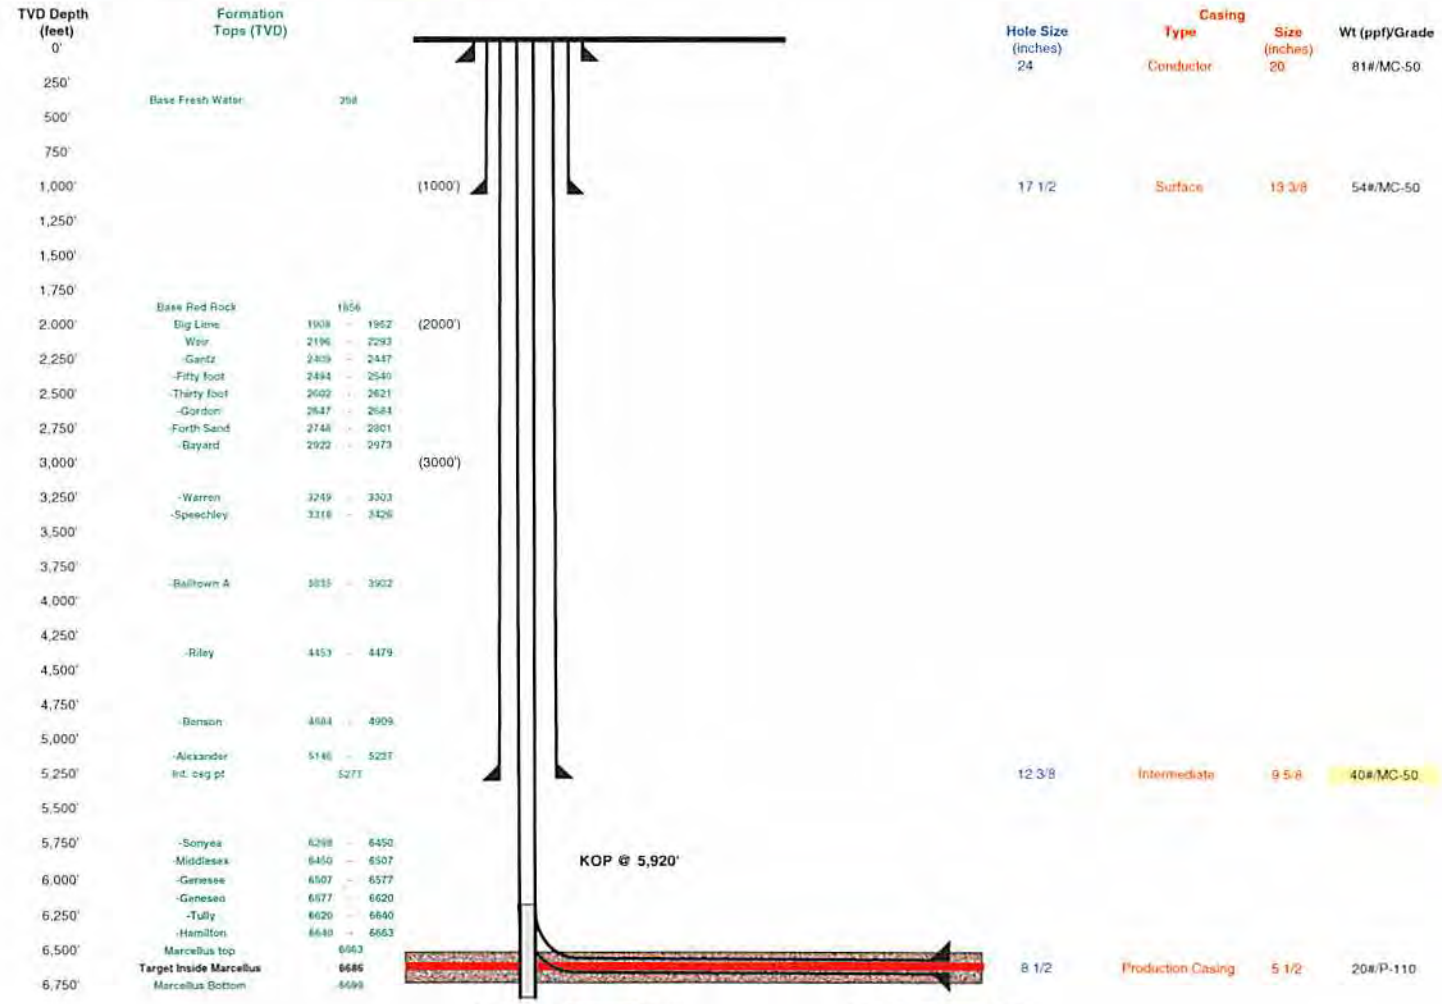 TVD Depth Formation Casing
(feet) Tops (TVD) Hole Size Type Size Wt (ppf)/Grade
0' (inches) (inches)
24 Conductor 20 81#/MC-50
250'
Base Fresh Water
500'
750'
1,000' (1000') 17 1/2 Surface 13 3/8 54#/MC-50
1,250'
1,500'
1,750'
Base Red Rock 1856
2.000' Big Lime 1908 - 1962 (2000')
Weir 2196 - 2293
2,250' -Gantz 2409 - 2447
-Fifty foot 2494 - 2540
2,500' -Thirty foot 2602 - 2621
-Gordon 2647 - 2684
2,750' -Forth Sand 2748 - 2801
-Bayard 2922 - 2973
3,000' (3000')
3,250' -Warren 3249 - 3303
-Speechley 3318 - 3426
3,500'
3,750'
-Balltown A 3835 - 3902
4,000'
4,250'
-Riley 4453 - 4479
4,500'
4,750'
-Benson 4884 - 4909
5,000'
-Alexander 5146 -
5,250' Int. csg pt 12 3/8 Intermediate 9 5/8 40#/MC-50
5,500'
5,750' -Sonyea 6298 - 6450
-Middlesex 6450 - 6507 KOP @ 5,920'
6,000' -Genesee 6507 - 6577
-Geneseo 6577 - 6620
6,250' -Tully 6620 - 6640
-Hamilton 6640 - 6663
6,500' Marcellus top 6663
Target Inside Marcellus 6686 8 1/2 Production Casing 5 1/2 20#/P-110
6,750' Marcellus Bottom